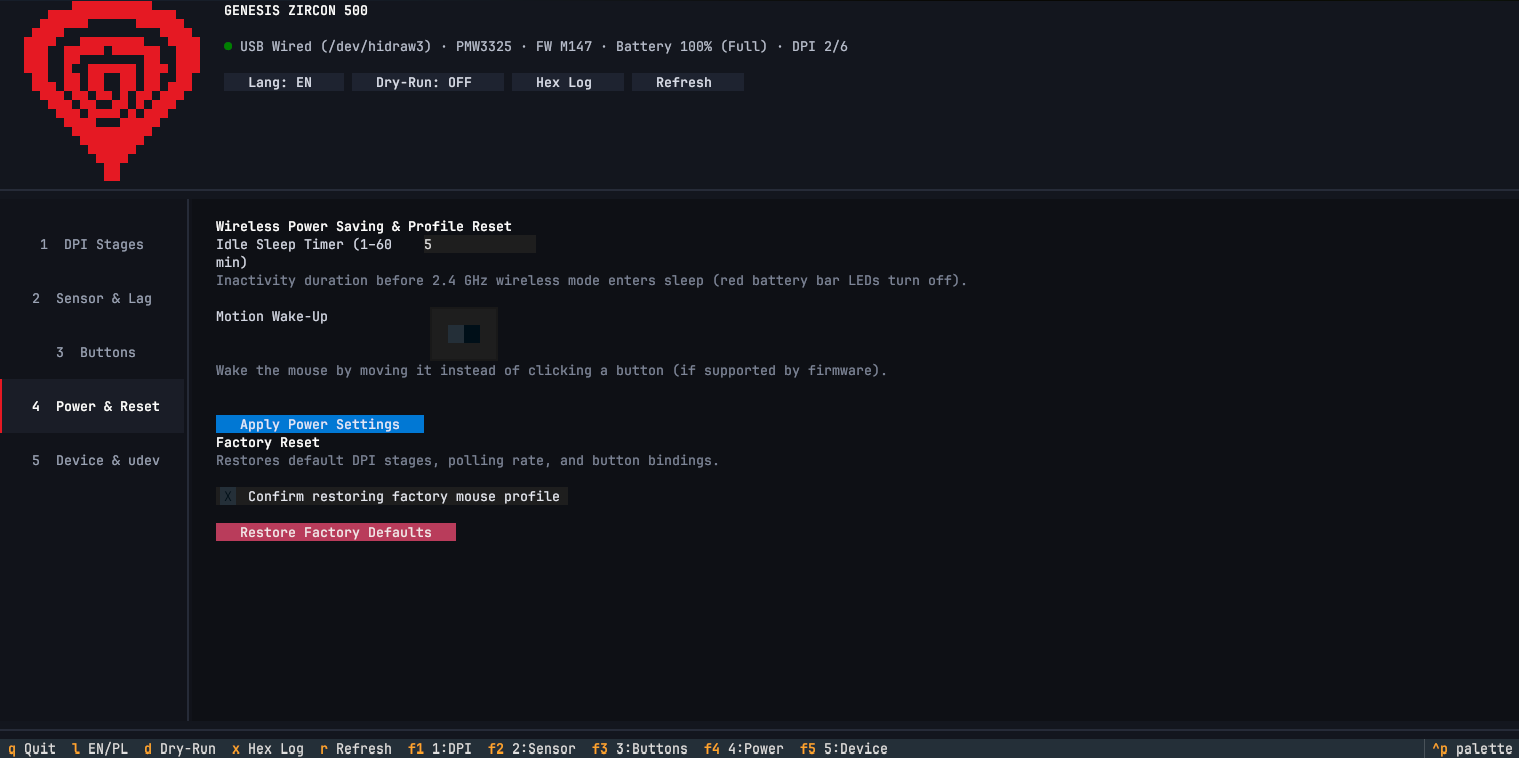 GENESIS ZIRCON 500
● USB Wired (/dev/hidraw3) · PMW3325 · FW M147 · Battery 100% (Full) · DPI 2/6
Lang: EN Dry-Run: OFF Hex Log Refresh
1 DPI Stages
2 Sensor & Lag
3 Buttons
4 Power & Reset
5 Device & udev
Wireless Power Saving & Profile Reset
Idle Sleep Timer (1–60 5
min)
Inactivity duration before 2.4 GHz wireless mode enters sleep (red battery bar LEDs turn off).
Motion Wake-Up
Wake the mouse by moving it instead of clicking a button (if supported by firmware).
Apply Power Settings
Factory Reset
Restores default DPI stages, polling rate, and button bindings.
X Confirm restoring factory mouse profile
Restore Factory Defaults
q Quit l EN/PL d Dry-Run x Hex Log r Refresh f1 1:DPI f2 2:Sensor f3 3:Buttons f4 4:Power f5 5:Device ^p palette